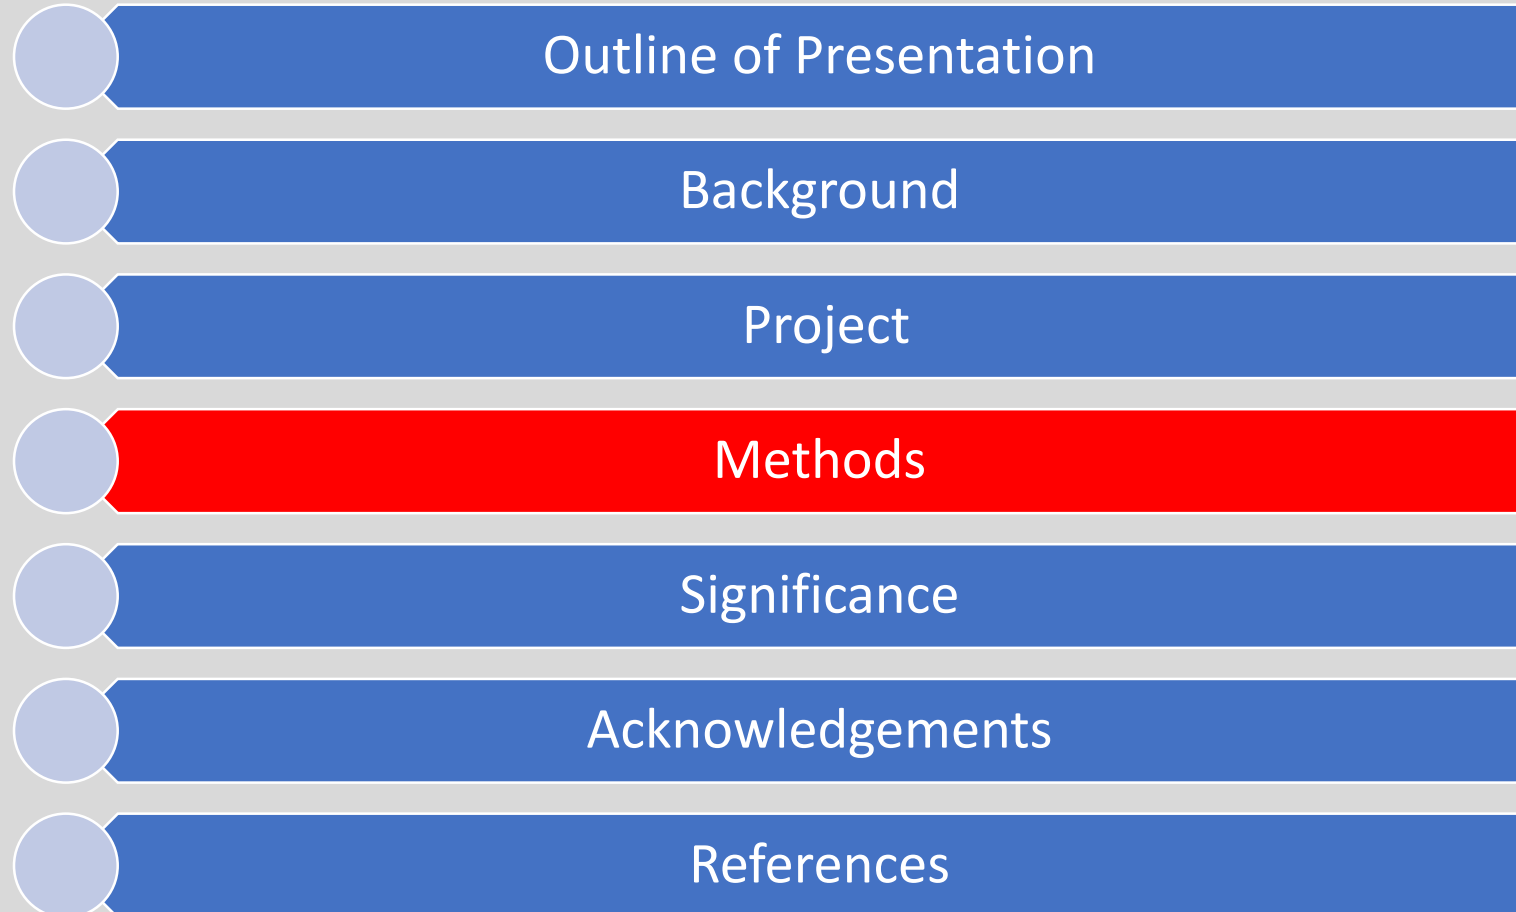 Outline of Presentation
Background
Project
Methods
Significance
Acknowledgements
References